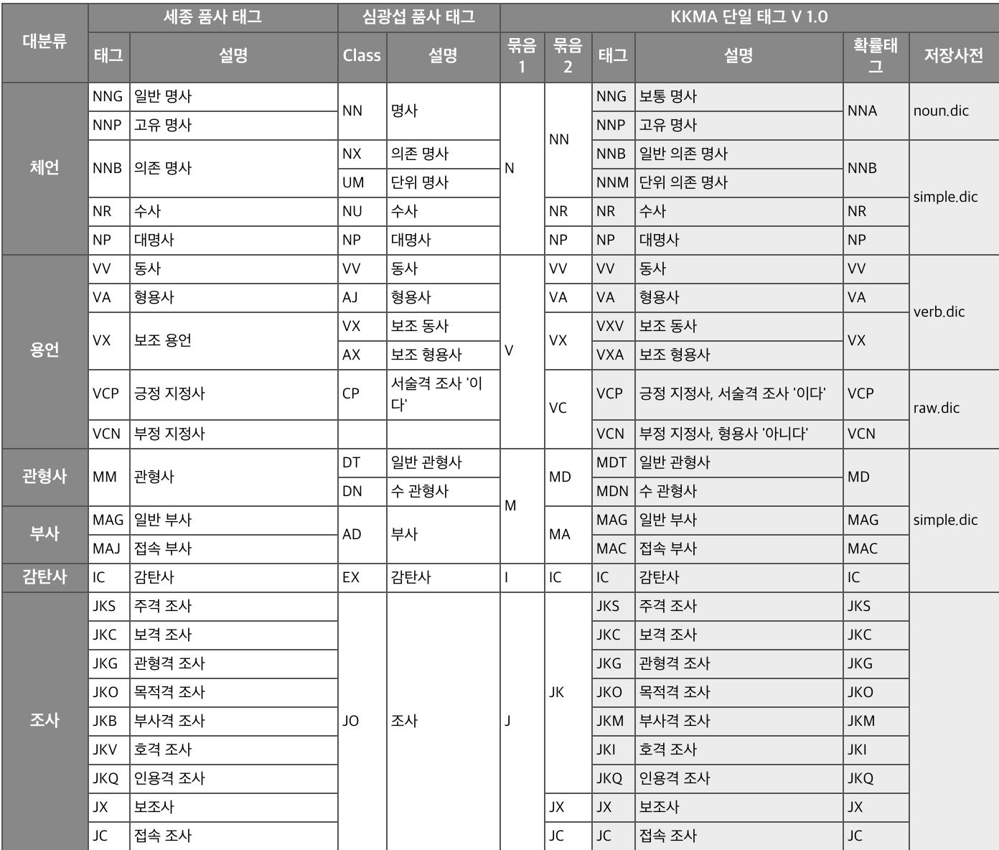 대분류 세종 품사 태그 심광섭 품사 태그 KKMA 단일 태그 V 1.0
태그 설명 Class 설명 묶음 1 묶음 2 태그 설명 확률태그 저장사전
체언 NNG 일반 명사 NN 명사 N NN NNG 보통 명사 NNA noun.dic
NNP 고유 명사 NNP 고유 명사
NNB 의존 명사 NX 의존 명사 NNB 일반 의존 명사 NNB simple.dic
UM 단위 명사 NNM 단위 의존 명사
NR 수사 NU 수사 NR NR 수사 NR
NP 대명사 NP 대명사 NP NP 대명사 NP
용언 VV 동사 VV 동사 V VV VV 동사 VV verb.dic
VA 형용사 AJ 형용사 VA VA 형용사 VA
VX 보조 용언 VX 보조 동사 VX VXV 보조 동사 VX
AX 보조 형용사 VXA 보조 형용사
VCP 긍정 지정사 CP 서술격 조사 '이다' VC VCP 긍정 지정사, 서술격 조사 '이다' VCP raw.dic
VCN 부정 지정사 VCN 부정 지정사, 형용사 '아니다' VCN
관형사 MM 관형사 DT 일반 관형사 M MD MDT 일반 관형사 MD simple.dic
DN 수 관형사 MDN 수 관형사
부사 MAG 일반 부사 AD 부사 MA MAG 일반 부사 MAG
MAJ 접속 부사 MAC 접속 부사 MAC
감탄사 IC 감탄사 EX 감탄사 I IC IC 감탄사 IC
조사 JKS 주격 조사 JO 조사 J JK JKS 주격 조사 JKS
JKC 보격 조사 JKC 보격 조사 JKC
JKG 관형격 조사 JKG 관형격 조사 JKG
JKO 목적격 조사 JKO 목적격 조사 JKO
JKB 부사격 조사 JKM 부사격 조사 JKM
JKV 호격 조사 JKI 호격 조사 JKI
JKQ 인용격 조사 JKQ 인용격 조사 JKQ
JX 보조사 JX JX 보조사 JX
JC 접속 조사 JC JC 접속 조사 JC